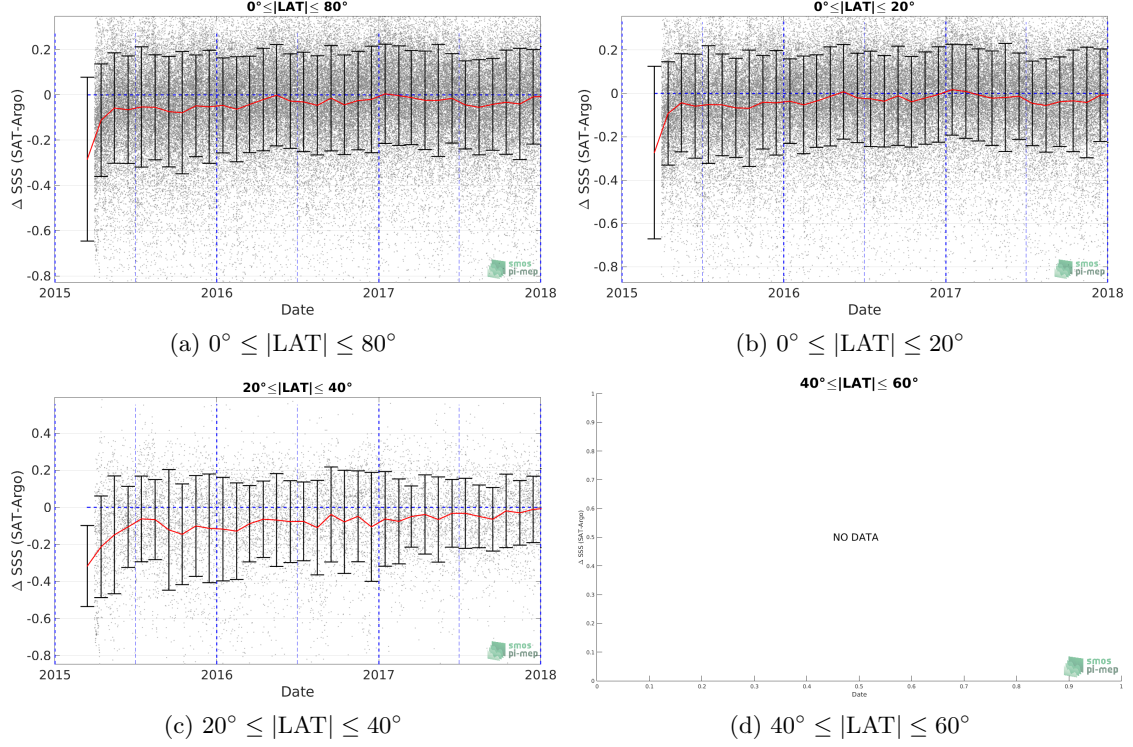 0°≤|LAT|≤ 80°
0.2
0
-0.2
-0.4
-0.6
-0.8
Δ SSS (SAT-Argo)
2015
2016
2017
2018
Date
smos
pi-mep
(a) 0° ≤ |LAT| ≤ 80°
0°≤|LAT|≤ 20°
0.2
0
-0.2
-0.4
-0.6
-0.8
Δ SSS (SAT-Argo)
2015
2016
2017
2018
Date
smos
pi-mep
(b) 0° ≤ |LAT| ≤ 20°
20°≤|LAT|≤ 40°
0.4
0.2
0
-0.2
-0.4
-0.6
-0.8
Δ SSS (SAT-Argo)
2015
2016
2017
2018
Date
smos
pi-mep
(c) 20° ≤ |LAT| ≤ 40°
40°≤|LAT|≤ 60°
1
0.9
0.8
0.7
0.6
0.5
0.4
0.3
0.2
0.1
0
Δ SSS (SAT-Argo)
NO DATA
0
0.1
0.2
0.3
0.4
0.5
0.6
0.7
0.8
0.9
1
Date
smos
pi-mep
(d) 40° ≤ |LAT| ≤ 60°